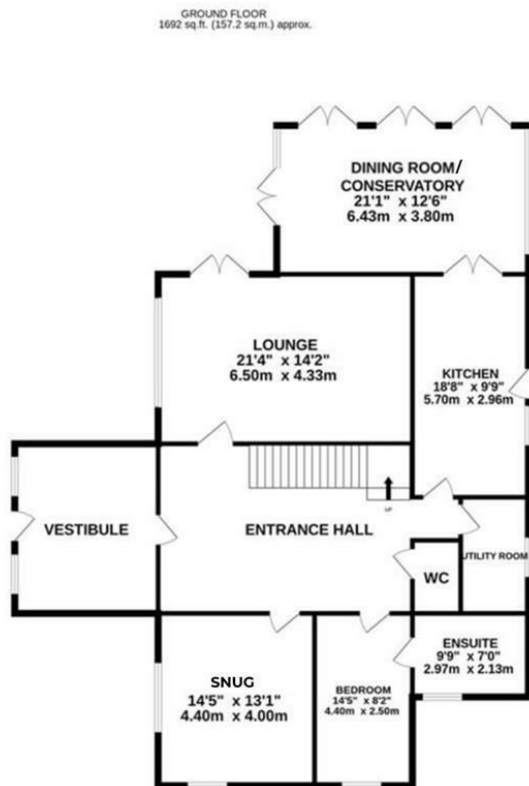 GROUND FLOOR
1692 sq.ft. (157.2 sq.m.) approx.
DINING ROOM/
CONSERVATORY
21'1" x 12'6"
6.43m x 3.80m
LOUNGE
21'4" x 14'2"
6.50m x 4.33m
KITCHEN
18'8" x 9'9"
5.70m x 2.96m
UP
VESTIBULE
ENTRANCE HALL
UTILITY ROOM
WC
ENSUITE
9'9" x 7'0"
2.97m x 2.13m
SNUG
14'5" x 13'1"
4.40m x 4.00m
BEDROOM
14'5" x 8'2"
4.40m x 2.50m